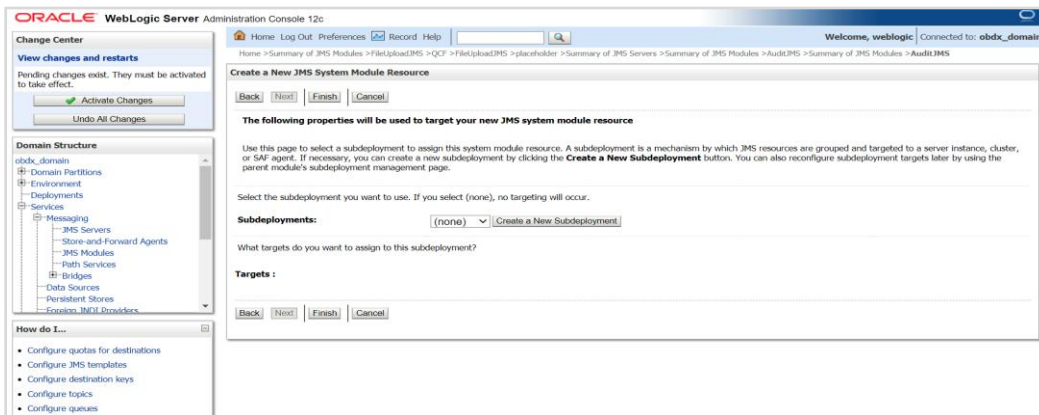 ORACLE WebLogic Server Administration Console 12c
Change Center
View changes and restarts
Pending changes exist. They must be activated
to take effect.
Activate Changes
Undo All Changes
Domain Structure
obdx_domain
Domain Partitions
Environment
Deployments
Services
Messaging
JMS Servers
Store-and-Forward Agents
JMS Modules
Path Services
Bridges
Data Sources
Persistent Stores
Foreign JNDI Providers
How do I...
Configure quotas for destinations
Configure JMS templates
Configure destination keys
Configure topics
Configure queues
Home Log Out Preferences Record Help
Welcome, weblogic Connected to: obdx_domain
Home >Summary of JMS Modules >FileUploadJMS >QCF >FileUploadJMS >placeholder >Summary of JMS Servers >Summary of JMS Modules >AuditJMS >Summary of JMS Modules >AuditJMS
Create a New JMS System Module Resource
Back Next Finish Cancel
The following properties will be used to target your new JMS system module resource
Use this page to select a subdeployment to assign this system module resource. A subdeployment is a mechanism by which JMS resources are grouped and targeted to a server instance, cluster,
or SAF agent. If necessary, you can create a new subdeployment by clicking the Create a New Subdeployment button. You can also reconfigure subdeployment targets later by using the
parent module's subdeployment management page.
Select the subdeployment you want to use. If you select (none), no targeting will occur.
Subdeployments: (none) Create a New Subdeployment
What targets do you want to assign to this subdeployment?
Targets :
Back Next Finish Cancel